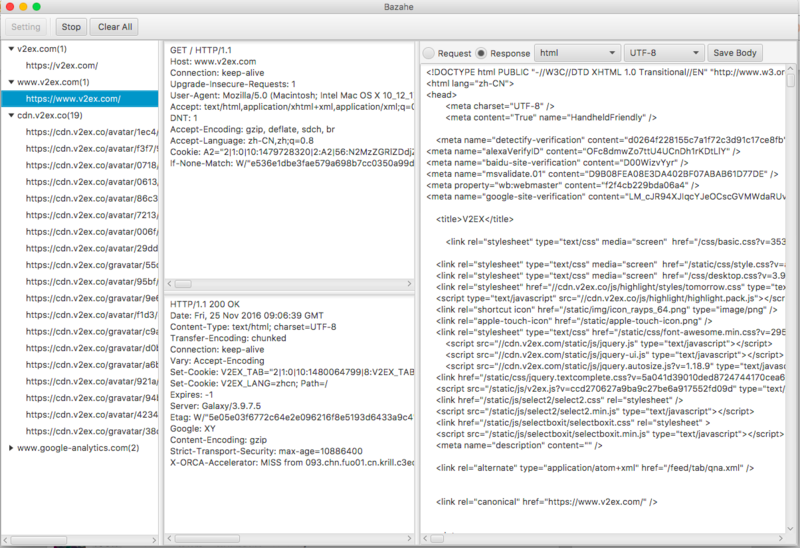 Bazahe
Setting
Stop
Clear All
v2ex.com(1)
https://v2ex.com/
www.v2ex.com(1)
https://www.v2ex.com/
cdn.v2ex.co(19)
https://cdn.v2ex.co/avatar/1ec4/
https://cdn.v2ex.co/avatar/f3f7/9
https://cdn.v2ex.co/avatar/0718/
https://cdn.v2ex.co/avatar/0613/
https://cdn.v2ex.co/avatar/86c3
https://cdn.v2ex.co/avatar/7213/
https://cdn.v2ex.co/avatar/006f/
https://cdn.v2ex.co/avatar/29dd
https://cdn.v2ex.co/gravatar/55c
https://cdn.v2ex.co/avatar/95bf/
https://cdn.v2ex.co/gravatar/9e6
https://cdn.v2ex.co/avatar/f1d3/
https://cdn.v2ex.co/gravatar/c9a
https://cdn.v2ex.co/gravatar/d0b
https://cdn.v2ex.co/gravatar/a6b
https://cdn.v2ex.co/avatar/921a/
https://cdn.v2ex.co/gravatar/94b
https://cdn.v2ex.co/avatar/4234
https://cdn.v2ex.co/gravatar/38c
www.google-analytics.com(2)
GET / HTTP/1.1
Host: www.v2ex.com
Connection: keep-alive
Upgrade-Insecure-Requests: 1
User-Agent: Mozilla/5.0 (Macintosh; Intel Mac OS X 10_12_1
Accept: text/html,application/xhtml+xml,application/xml;q=0
DNT: 1
Accept-Encoding: gzip, deflate, sdch, br
Accept-Language: zh-CN,zh;q=0.8
Cookie: A2="2|1:0|10:1479728320|2:A2|56:N2MzZGRlZDdjZ
If-None-Match: W/"e536e1dbe3fae579a698b7cc0350a99d
HTTP/1.1 200 OK
Date: Fri, 25 Nov 2016 09:06:39 GMT
Content-Type: text/html; charset=UTF-8
Transfer-Encoding: chunked
Connection: keep-alive
Vary: Accept-Encoding
Set-Cookie: V2EX_TAB="2|1:0|10:1480064799|8:V2EX_TAB
Set-Cookie: V2EX_LANG=zhcn; Path=/
Expires: -1
Server: Galaxy/3.9.7.5
Etag: W/"5e05e03f6772c64e2e096216f8e5193d6433a9c4
Google: XY
Content-Encoding: gzip
Strict-Transport-Security: max-age=10886400
X-ORCA-Accelerator: MISS from 093.chn.fuo01.cn.krill.c3ed
Request
Response
html
UTF-8
Save Body
<!DOCTYPE html PUBLIC "-//W3C//DTD XHTML 1.0 Transitional//EN" "http://www.w3.or
<html lang="zh-CN">
<head>
<meta charset="UTF-8" />
<meta content="True" name="HandheldFriendly" />
<meta name="detectify-verification" content="d0264f228155c7a1f72c3d91c17ce8fb"
<meta name="alexaVerifyID" content="OFc8dmwZo7ttU4UCnDh1rKDtLlY" />
<meta name="baidu-site-verification" content="D00WizvYyr" />
<meta name="msvalidate.01" content="D9B08FEA08E3DA402BF07ABAB61D77DE" />
<meta property="wb:webmaster" content="f2f4cb229bda06a4" />
<meta name="google-site-verification" content="LM_cJR94XJIqcYJeOCscGVMWdaRUv
<title>V2EX</title>
<link rel="stylesheet" type="text/css" media="screen" href="/css/basic.css?v=353
<link rel="stylesheet" type="text/css" media="screen" href="/static/css/style.css?v=a
<link rel="stylesheet" type="text/css" media="screen" href="/css/desktop.css?v=3.9
<link rel="stylesheet" href="//cdn.v2ex.co/js/highlight/styles/tomorrow.css" type="tex
<script type="text/javascript" src="//cdn.v2ex.co/js/highlight/highlight.pack.js"></scri
<link rel="shortcut icon" href="/static/img/icon_rayps_64.png" type="image/png" />
<link rel="apple-touch-icon" href="/static/apple-touch-icon.png" />
<link rel="stylesheet" type="text/css" href="/static/css/font-awesome.min.css?v=295
<script src="//cdn.v2ex.com/static/js/jquery.js" type="text/javascript"></script>
<script src="//cdn.v2ex.com/static/js/jquery-ui.js" type="text/javascript"></script>
<script src="//cdn.v2ex.com/static/js/jquery.autosize.js?v=1.18.9" type="text/javascript
<link href="/static/css/jquery.textcomplete.css?v=5a041d39010ded8724744170cea6
<script src="/static/js/v2ex.js?v=ccd270627a9ba9c27be6a917552fd09d" type="text/
<link href="/static/js/select2/select2.css" rel="stylesheet" />
<script src="/static/js/select2/select2.min.js" type="text/javascript"></script>
<link href="/static/js/selectboxit/selectboxit.css" rel="stylesheet" >
<script src="/static/js/selectboxit/selectboxit.min.js" type="text/javascript"></script>
<meta name="description" content="" />
<link rel="alternate" type="application/atom+xml" href="/feed/tab/qna.xml" />
<link rel="canonical" href="https://www.v2ex.com/" />